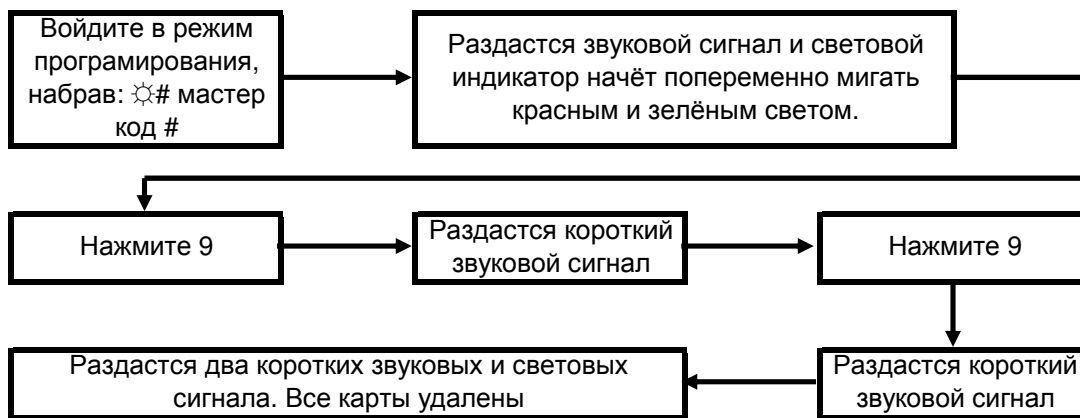 Войдите в режим
програмирования,
набрав: ☼# мастер
код #
Раздастся звуковой сигнал и световой
индикатор начёт попеременно мигать
красным и зелёным светом.
Нажмите 9
Раздастся короткий
звуковой сигнал
Нажмите 9
Раздастся короткий
звуковой сигнал
Раздастся два коротких звуковых и световых
сигнала. Все карты удалены